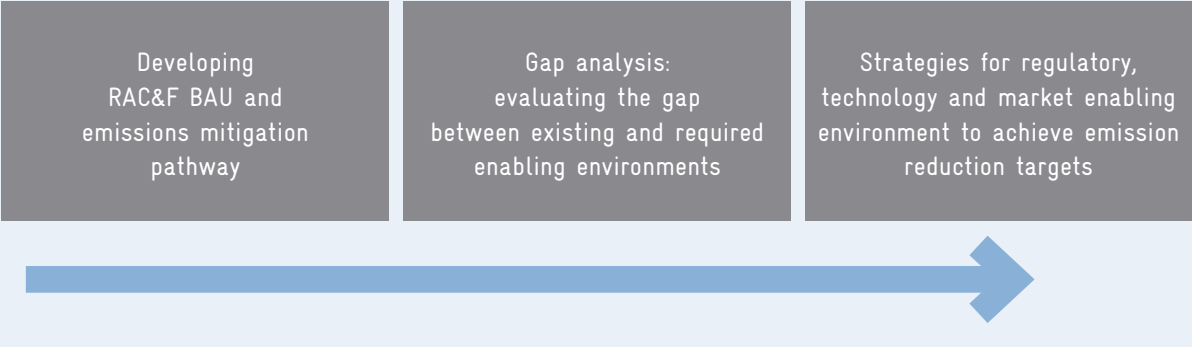 Developing
RAC&F BAU and
emissions mitigation
pathway
Gap analysis:
evaluating the gap
between existing and required
enabling environments
Strategies for regulatory,
technology and market enabling
environment to achieve emission
reduction targets